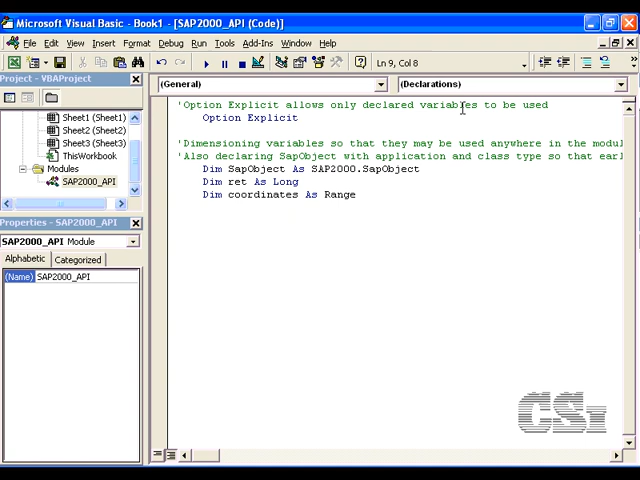 Microsoft Visual Basic - Book1 - [SAP2000_API (Code)]
File Edit View Insert Format Debug Run Tools Add-Ins Window Help
Ln 9, Col 8
Project - VBAProject
Sheet1 (Sheet1)
Sheet2 (Sheet2)
Sheet3 (Sheet3)
ThisWorkbook
Modules
SAP2000_API
Properties - SAP2000_API
SAP2000_API Module
Alphabetic Categorized
(Name) SAP2000_API
(General) (Declarations)
'Option Explicit allows only declared variables to be used
Option Explicit
'Dimensioning variables so that they may be used anywhere in the modul
'Also declaring SapObject with application and class type so that earl
Dim SapObject As SAP2000.SapObject
Dim ret As Long
Dim coordinates As Range
CSi